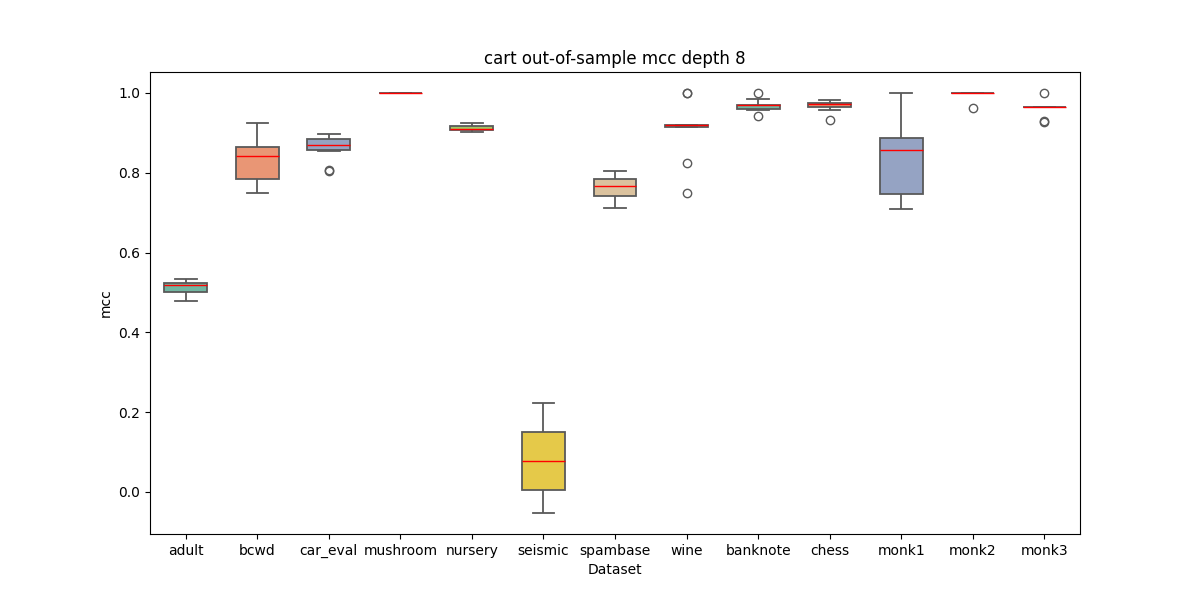 cart out-of-sample mcc depth 8
1.0
0.8
0.6
0.4
0.2
0.0
mcc
adult bcwd car_eval mushroom nursery seismic spambase wine banknote chess monk1 monk2 monk3
Dataset